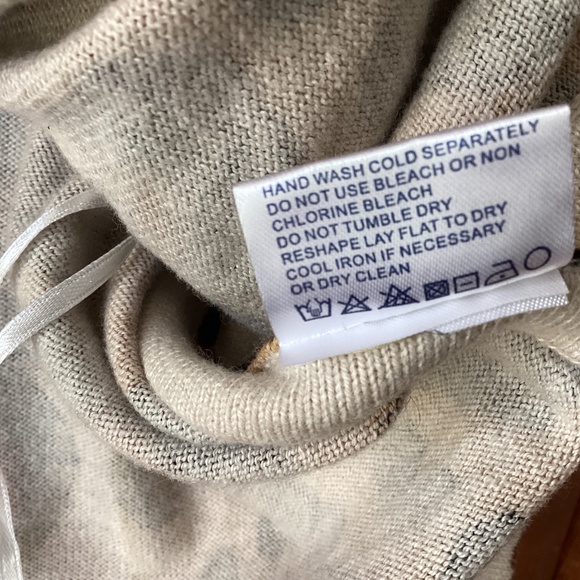 HAND WASH COLD SEPARATELY
DO NOT USE BLEACH OR NON
CHLORINE BLEACH
DO NOT TUMBLE DRY
RESHAPE LAY FLAT TO DRY
COOL IRON IF NECESSARY
OR DRY CLEAN